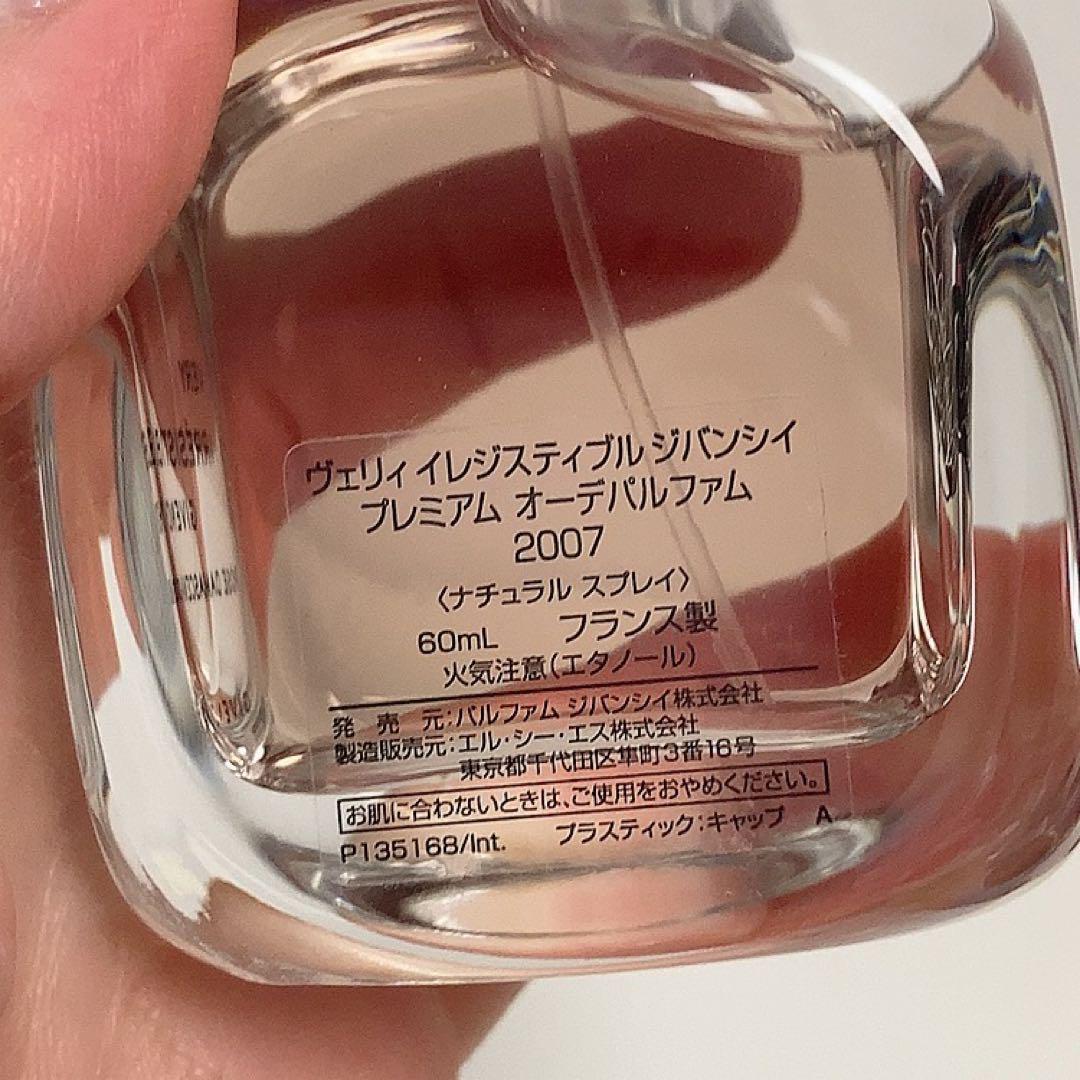 ヴェリィ イレジスティブル ジバンシイ
プレミアム オーデパルファム
2007
〈ナチュラル スプレイ〉
60mL フランス製
火気注意(エタノール)
発 売 元:パルファム ジバンシイ株式会社
製造販売元:エル・シー・エス株式会社
東京都千代田区隼町3番16号
お肌に合わないときは、ご使用をおやめください。
P135168/Int. プラスティック:キャップ A